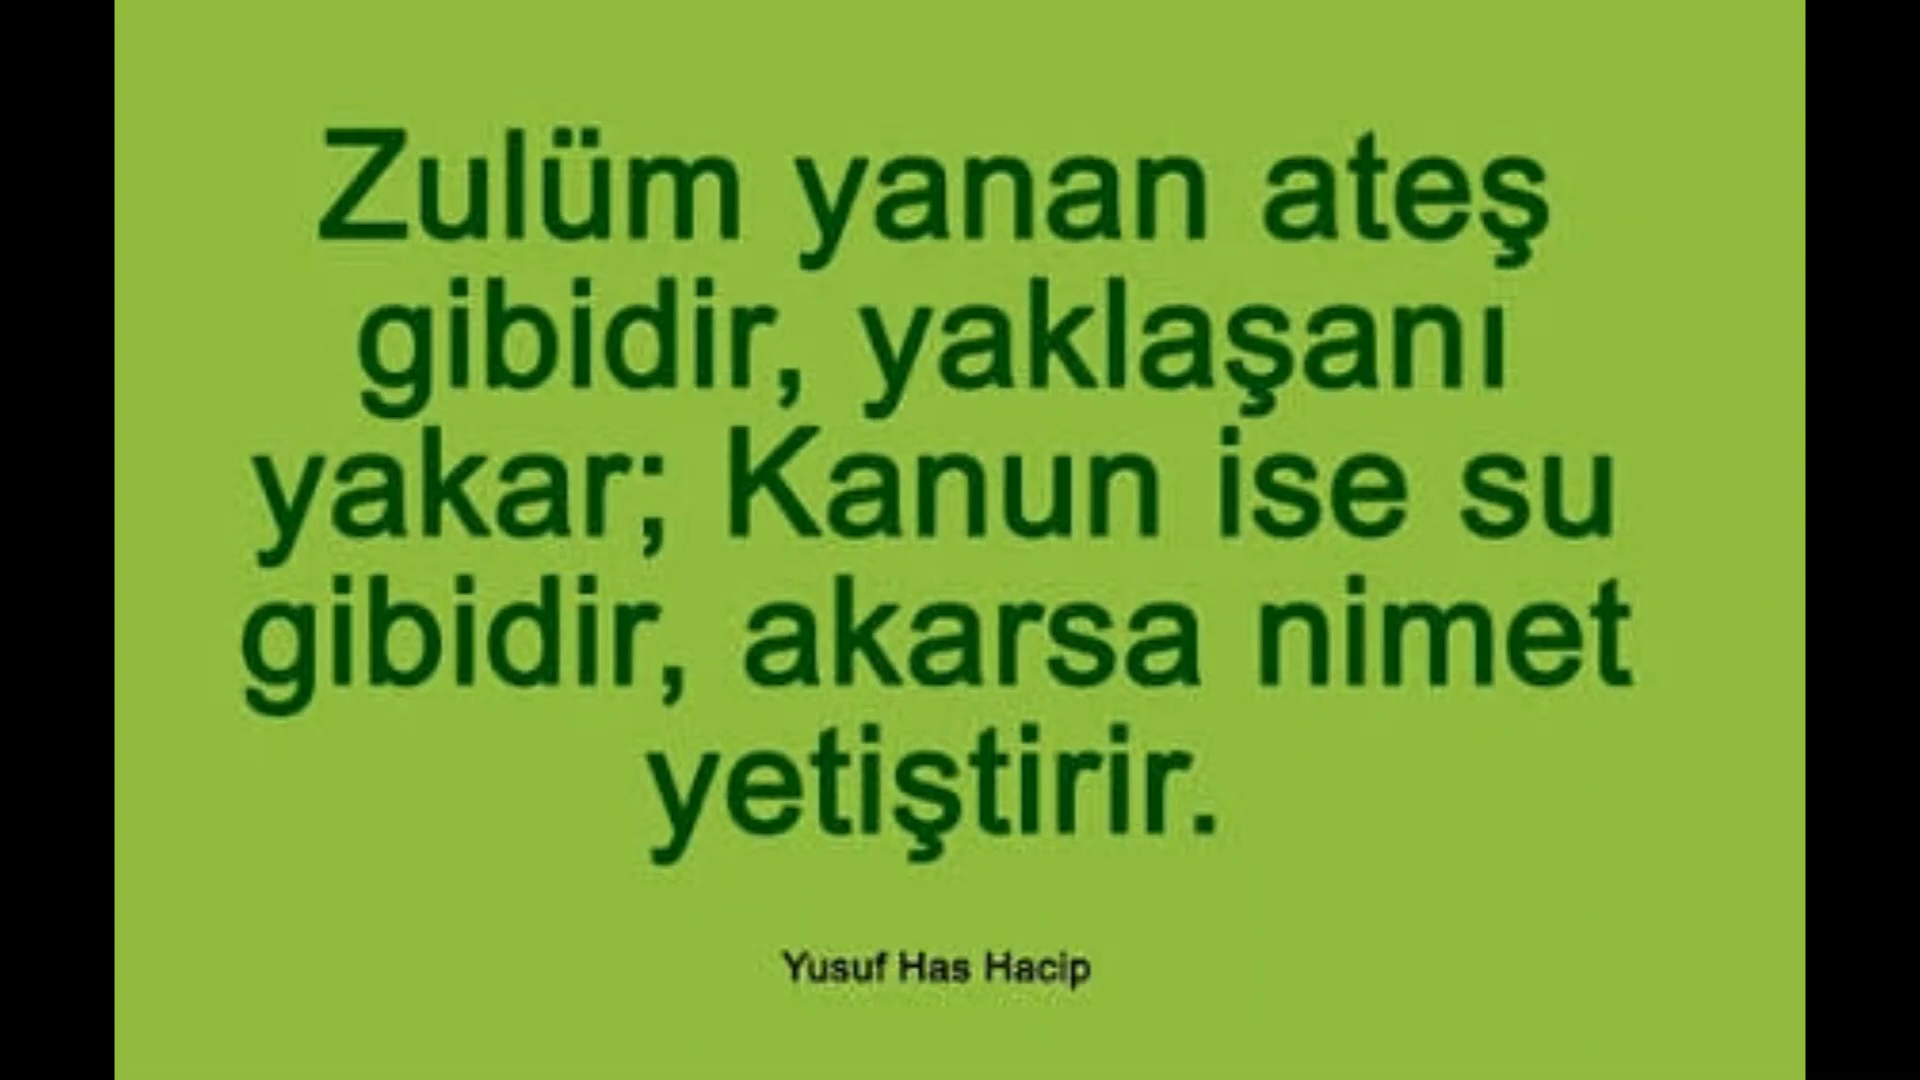 Zulüm yanan ateş
gibidir, yaklaşanı
yakar; Kanun ise su
gibidir, akarsa nimet
yetiştirir.
Yusuf Has Hacip